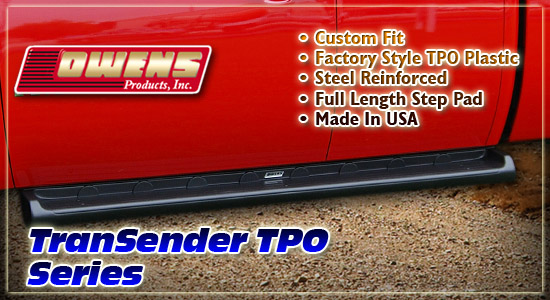 OWENS
Products, Inc.
• Custom Fit
• Factory Style TPO Plastic
• Steel Reinforced
• Full Length Step Pad
• Made In USA
OWENS
TranSender TPO
Series